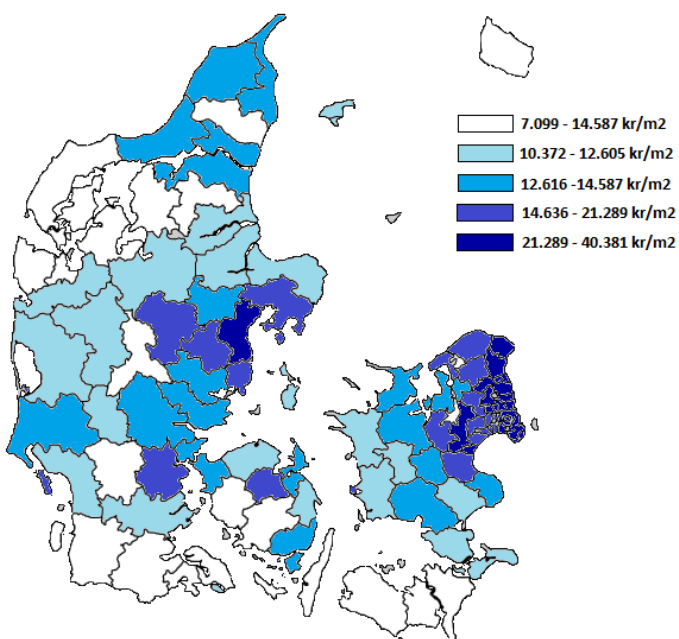 7.099 - 14.587 kr/m2
10.372 - 12.605 kr/m2
12.616 -14.587 kr/m2
14.636 - 21.289 kr/m2
21.289 - 40.381 kr/m2